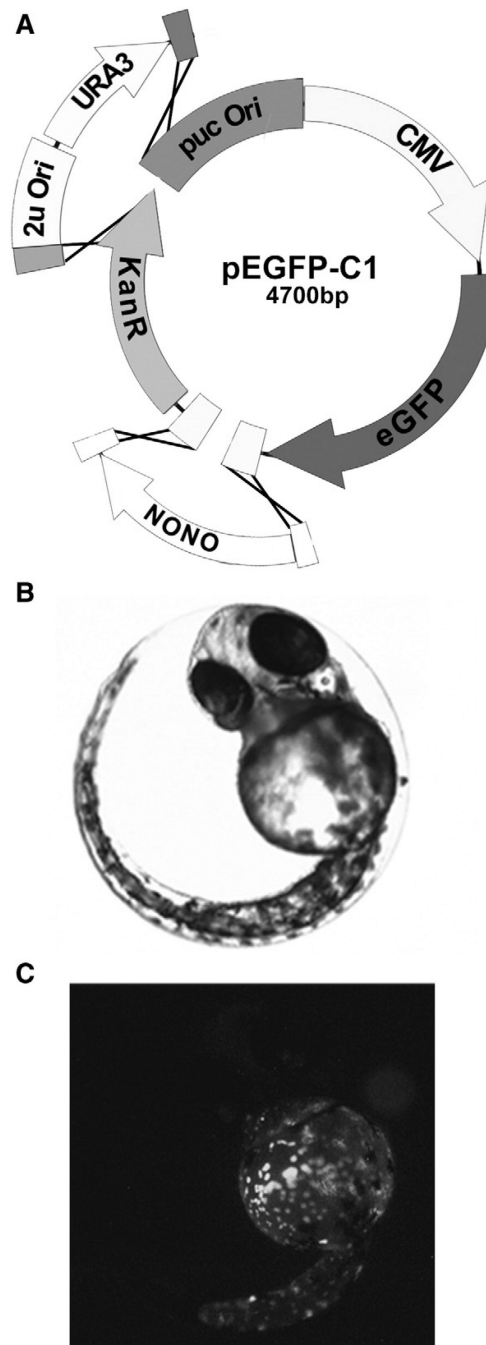 A
URA3
2u Ori
puc Ori
CMV
KanR
pEGFP-C1
4700bp
eGFP
NONO
B
C